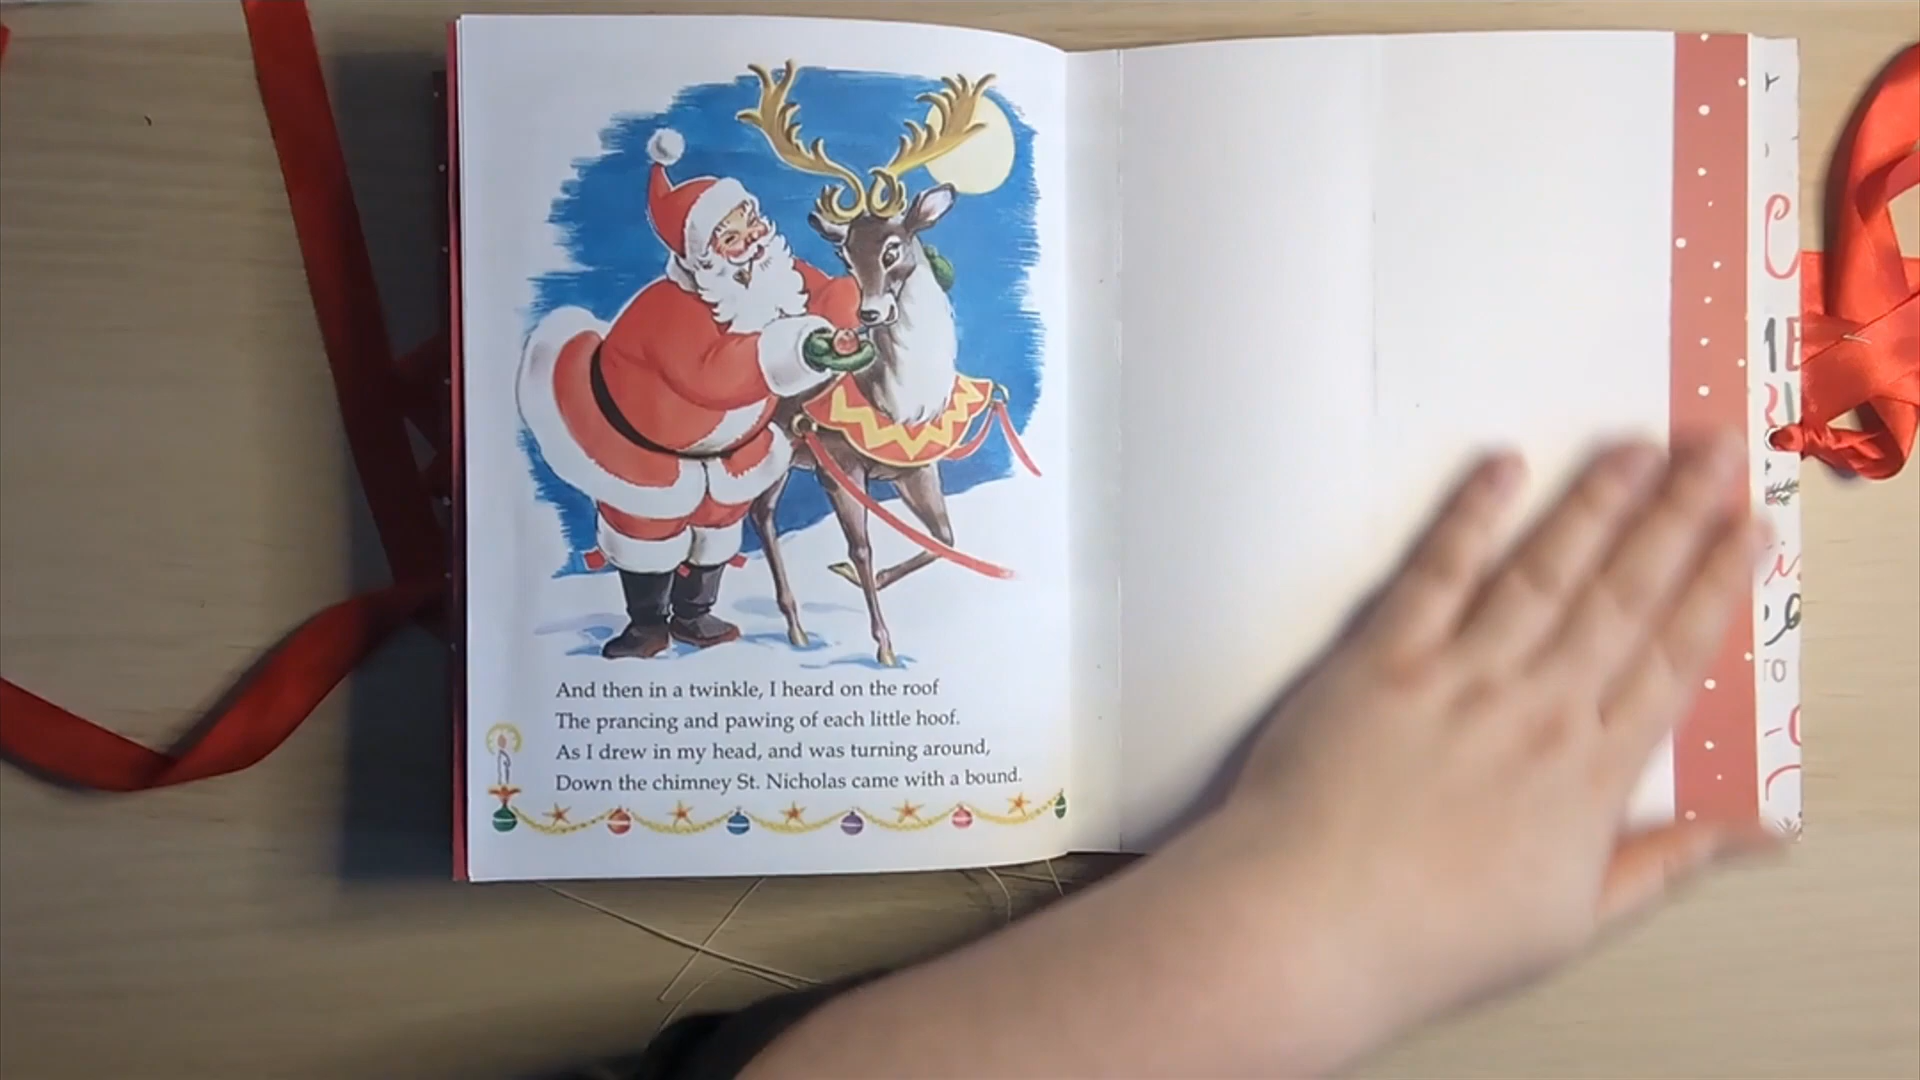 And then in a twinkle, I heard on the roof
The prancing and pawing of each little hoof.
As I drew in my head, and was turning around,
Down the chimney St. Nicholas came with a bound.